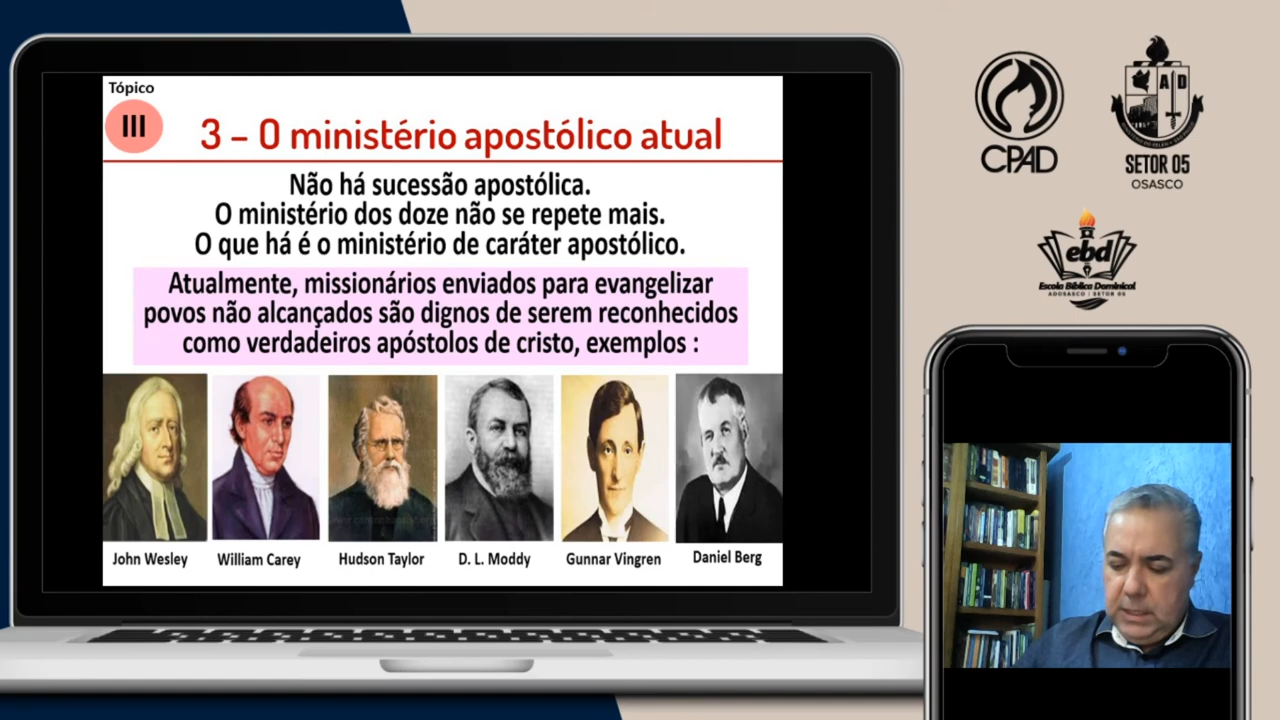 Tópico
III
3 – O ministério apostólico atual
Não há sucessão apostólica.
O ministério dos doze não se repete mais.
O que há é o ministério de caráter apostólico.
Atualmente, missionários enviados para evangelizar
povos não alcançados são dignos de serem reconhecidos
como verdadeiros apóstolos de cristo, exemplos :
John Wesley
William Carey
Hudson Taylor
D. L. Moddy
Gunnar Vingren
Daniel Berg
CPAD
A D
SETOR 05
OSASCO
ebd
Escola Bíblica Dominical
ADOSASCO | SETOR 05